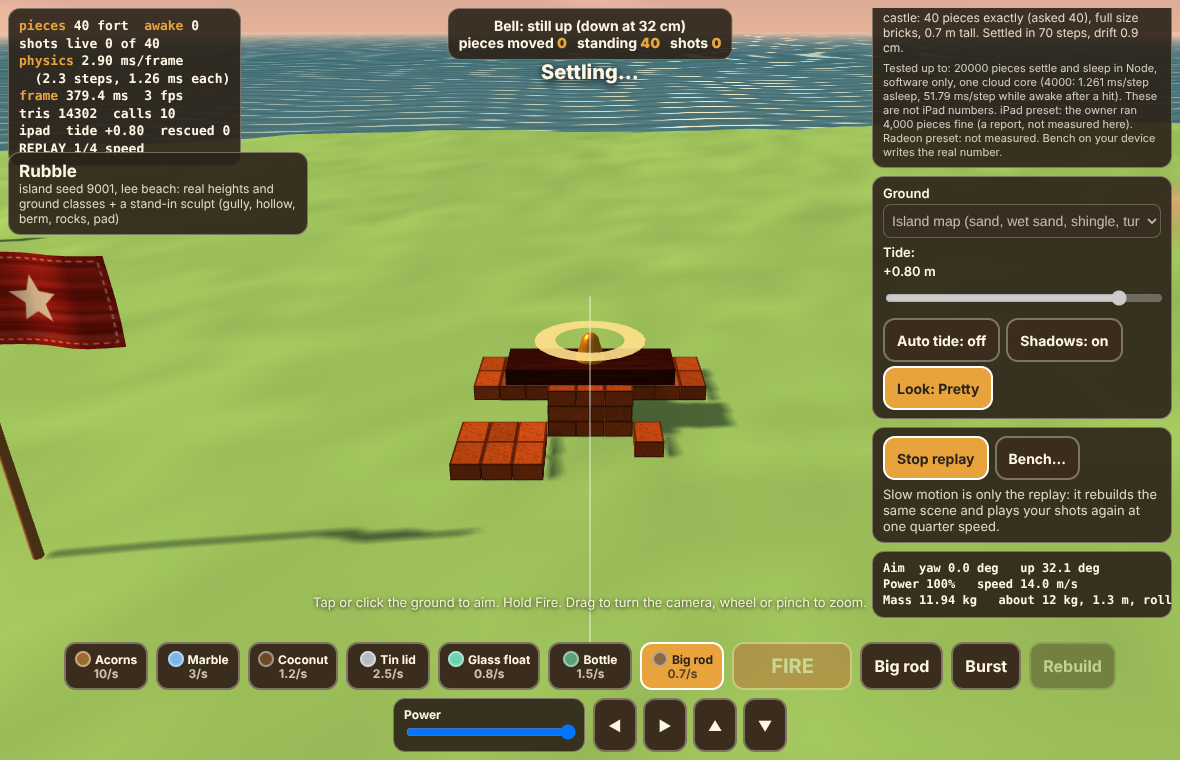 pieces 40 fort  awake 0
shots live 0 of 40
physics 2.90 ms/frame
(2.3 steps, 1.26 ms each)
frame 379.4 ms  3 fps
tris 14302  calls 10
ipad  tide +0.80  rescued 0
REPLAY 1/4 speed
Rubble
island seed 9001, lee beach: real heights and
ground classes + a stand-in sculpt (gully, hollow,
berm, rocks, pad)
Bell: still up (down at 32 cm)
pieces moved 0  standing 40  shots 0
Settling...
castle: 40 pieces exactly (asked 40), full size
bricks, 0.7 m tall. Settled in 70 steps, drift 0.9
cm.
Tested up to: 20000 pieces settle and sleep in Node,
software only, one cloud core (4000: 1.261 ms/step
asleep, 51.79 ms/step while awake after a hit). These
are not iPad numbers. iPad preset: the owner ran
4,000 pieces fine (a report, not measured here).
Radeon preset: not measured. Bench on your device
writes the real number.
Ground
Island map (sand, wet sand, shingle, tur
Tide:
+0.80 m
Auto tide: off
Shadows: on
Look: Pretty
Stop replay
Bench...
Slow motion is only the replay: it rebuilds the
same scene and plays your shots again at
one quarter speed.
Aim  yaw 0.0 deg  up 32.1 deg
Power 100%  speed 14.0 m/s
Mass 11.94 kg  about 12 kg, 1.3 m, roll
Tap or click the ground to aim. Hold Fire. Drag to turn the camera, wheel or pinch to zoom.
Acorns
10/s
Marble
3/s
Coconut
1.2/s
Tin lid
2.5/s
Glass float
0.8/s
Bottle
1.5/s
Big rod
0.7/s
FIRE
Big rod
Burst
Rebuild
Power